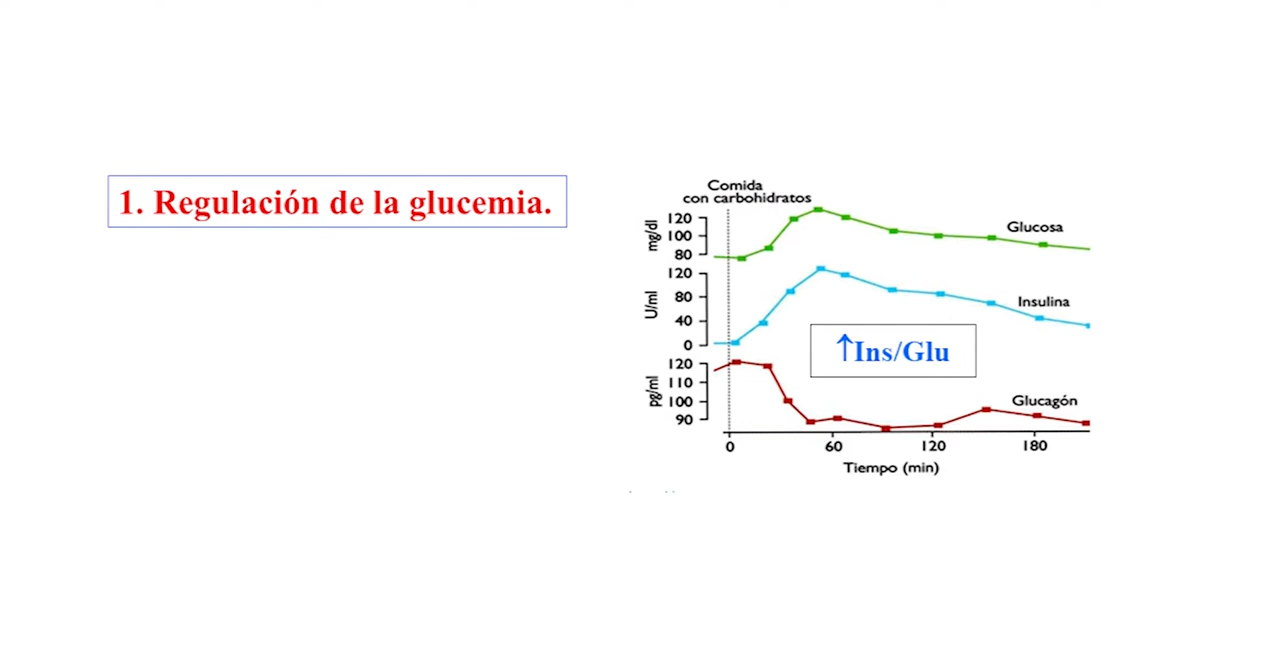 1. Regulación de la glucemia.
Comida
con carbohidratos
120
100
80
mg/dl
Glucosa
120
80
40
0
U/ml
Insulina
↑Ins/Glu
120
110
100
90
pg/ml
Glucagón
0 60 120 180
Tiempo (min)